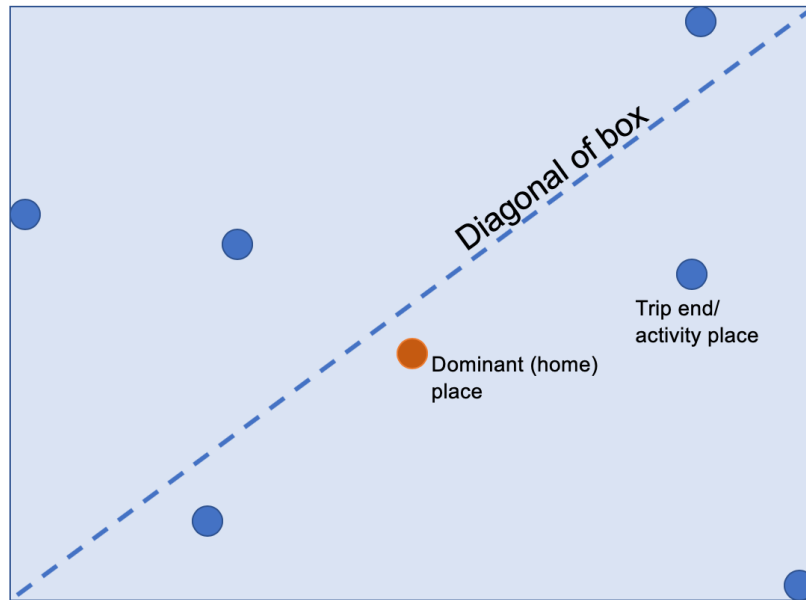 Diagonal of box
Trip end/
activity place
Dominant (home)
place